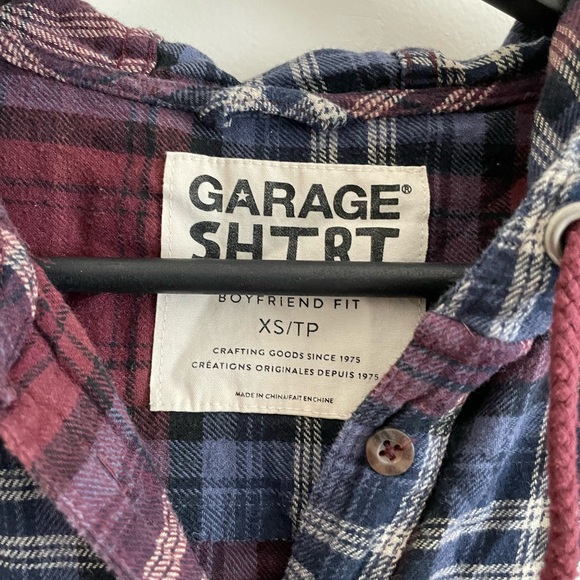 GARAGE®
SHIRT
BOYFRIEND FIT
XS/TP
CRAFTING GOODS SINCE 1975
CRÉATIONS ORIGINALES DEPUIS 1975
MADE IN CHINA/FAIT EN CHINE